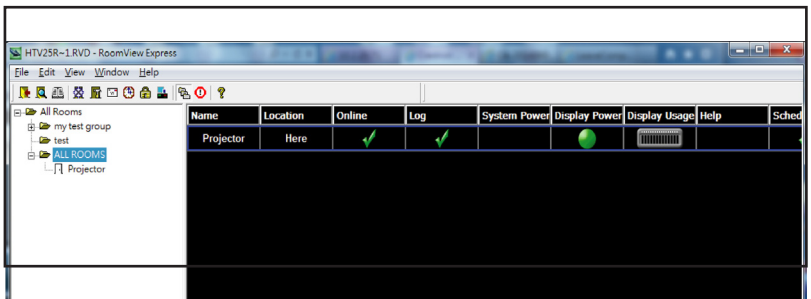 HTV25R~1.RVD - RoomView Express
File Edit View Window Help
All Rooms
my test group
test
ALL ROOMS
Projector
Name Location Online Log System Power Display Power Display Usage Help Sched
Projector Here